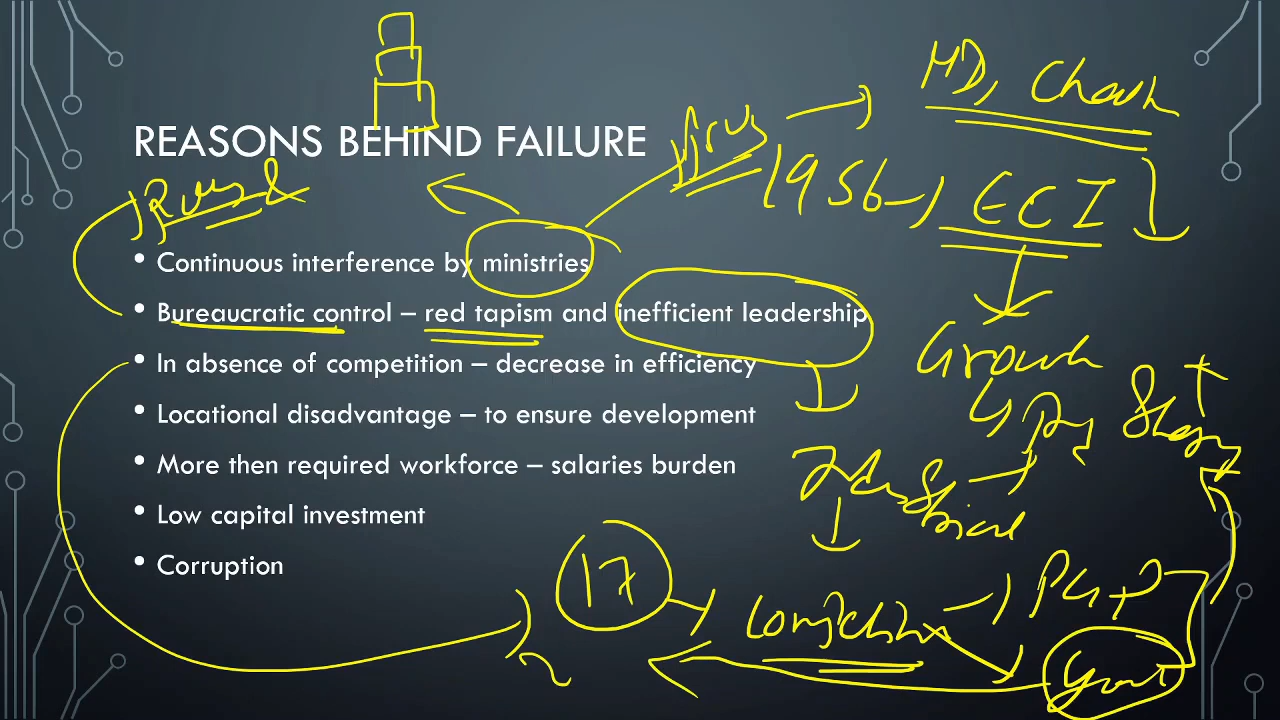 MD, Chair
REASONS BEHIND FAILURE
1956 → ECI
• Continuous interference by ministries
• Bureaucratic control – red tapism and inefficient leadership
Growth
• In absence of competition – decrease in efficiency
• Locational disadvantage – to ensure development
• More then required workforce – salaries burden
Industrial
• Low capital investment
• Corruption
17
Govt